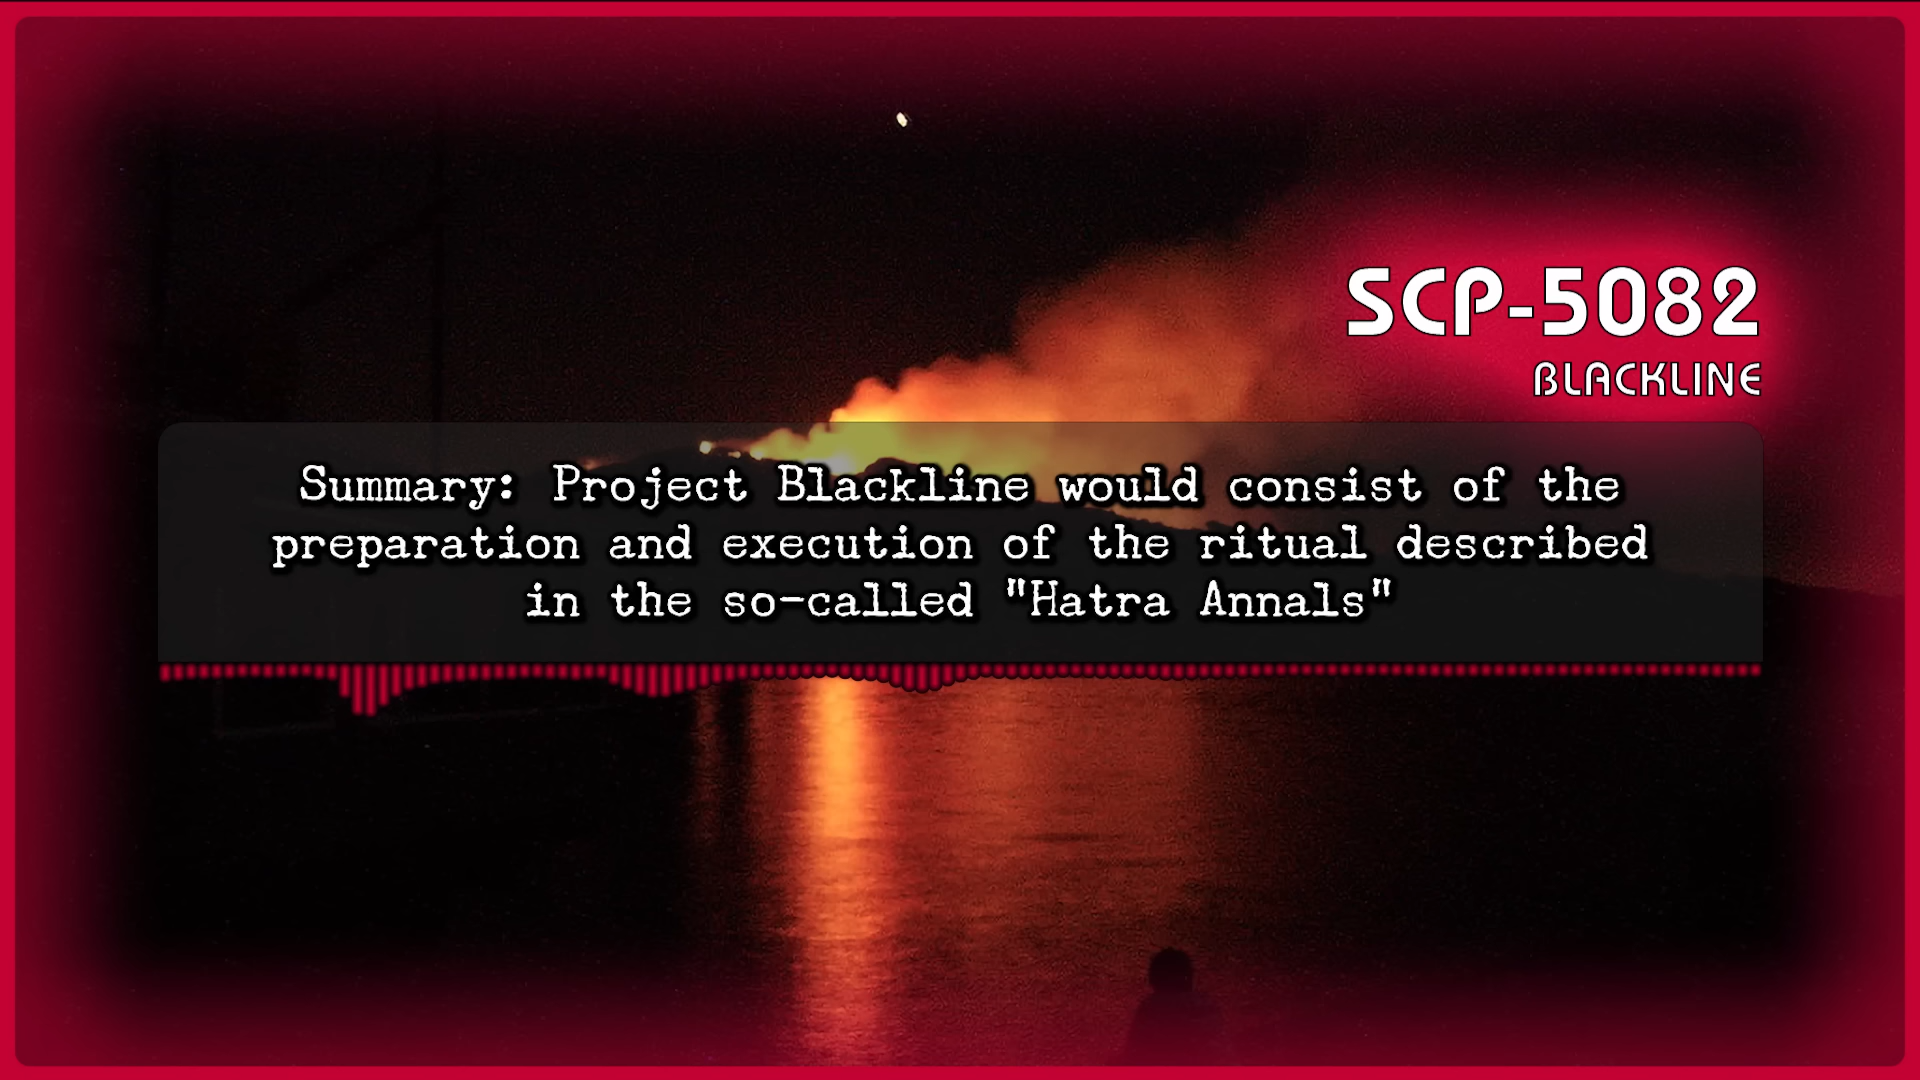 SCP-5082
BLACKLINE
Summary: Project Blackline would consist of the
preparation and execution of the ritual described
in the so-called "Hatra Annals"